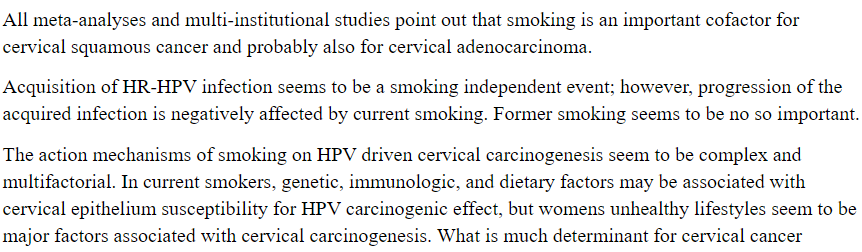 All meta-analyses and multi-institutional studies point out that smoking is an important cofactor for
cervical squamous cancer and probably also for cervical adenocarcinoma.
Acquisition of HR-HPV infection seems to be a smoking independent event; however, progression of the
acquired infection is negatively affected by current smoking. Former smoking seems to be no so important.
The action mechanisms of smoking on HPV driven cervical carcinogenesis seem to be complex and
multifactorial. In current smokers, genetic, immunologic, and dietary factors may be associated with
cervical epithelium susceptibility for HPV carcinogenic effect, but womens unhealthy lifestyles seem to be
major factors associated with cervical carcinogenesis. What is much determinant for cervical cancer